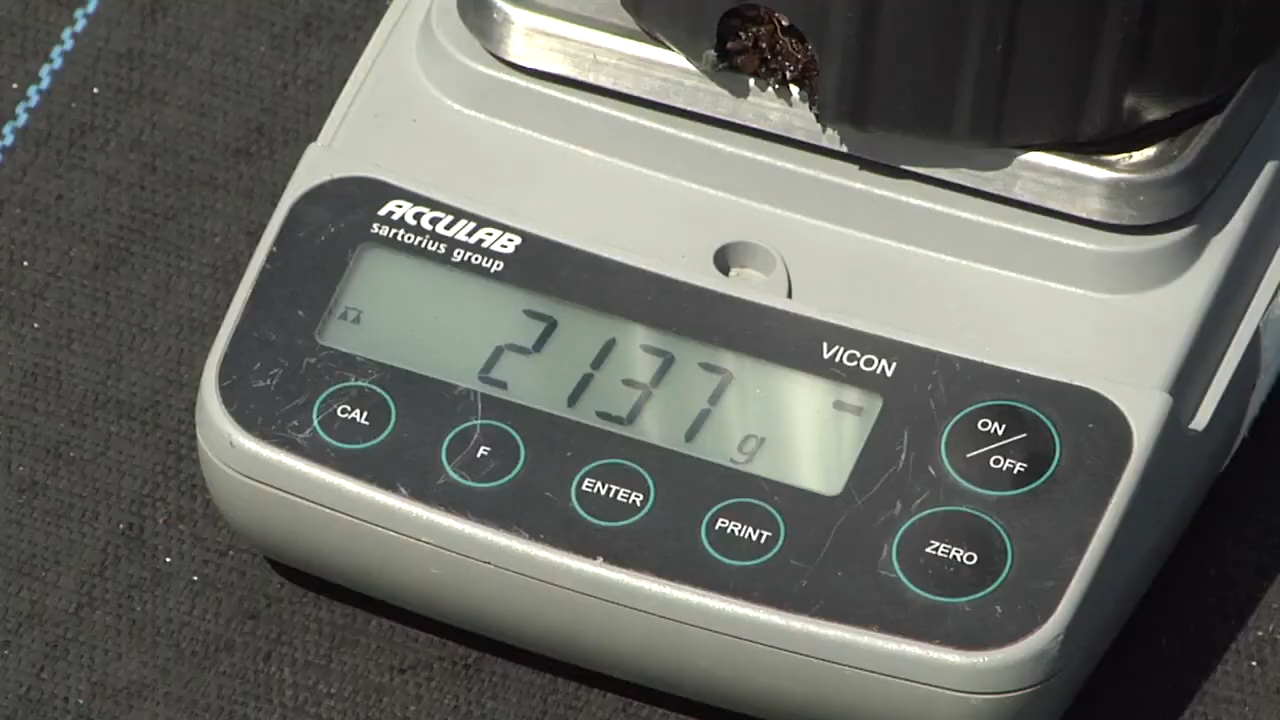 ACCULAB
sartorius group
VICON
2137 g
CAL
F
ENTER
PRINT
ON/OFF
ZERO